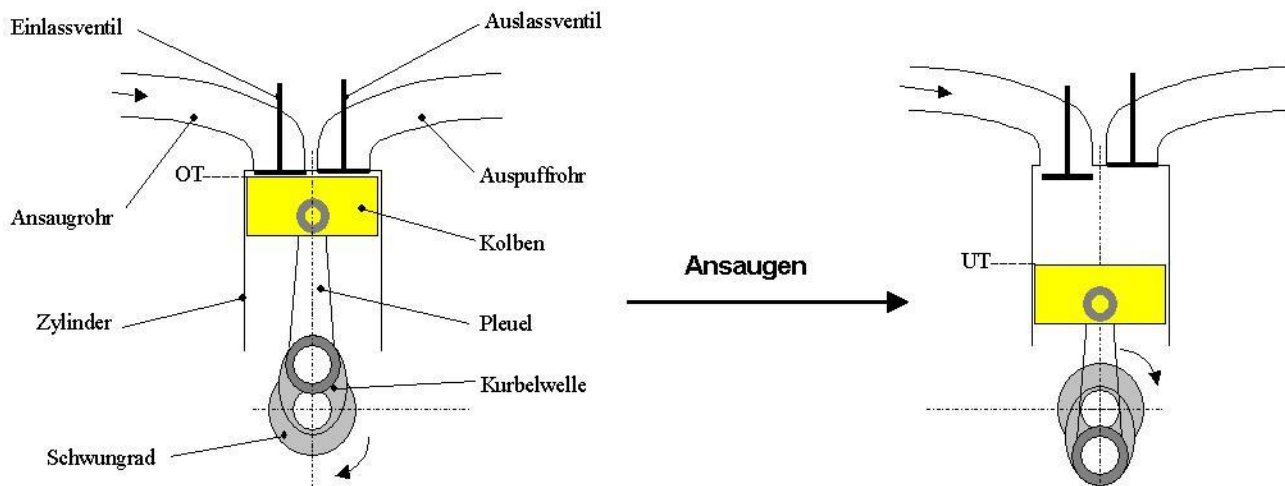 Einlassventil
Auslassventil
OT
Auspuffrohr
Ansaugrohr
Kolben
Zylinder
Pleuel
Kurbelwelle
Schwungrad
Ansaugen
UT